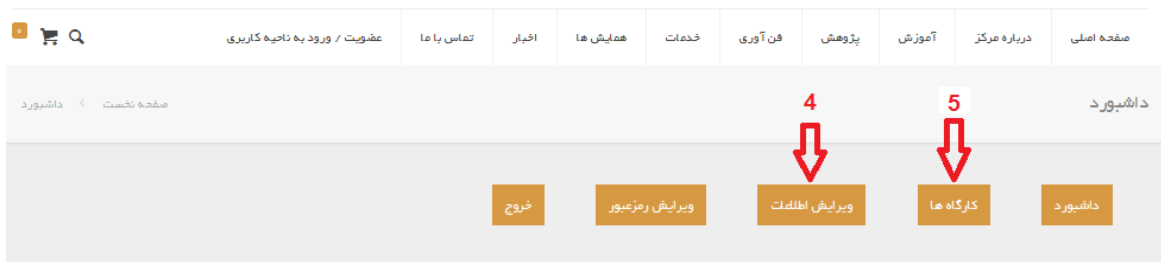 صفحه اصلی درباره مرکز آموزش پژوهش فن آوری خدمات همایش ها اخبار تماس با ما عضویت / ورود به ناحیه کاربری ۰
داشبورد صفحه نخست > داشبورد
5 4
داشبورد کارگاه ها ویرایش اطلاعات ویرایش رمزعبور خروج